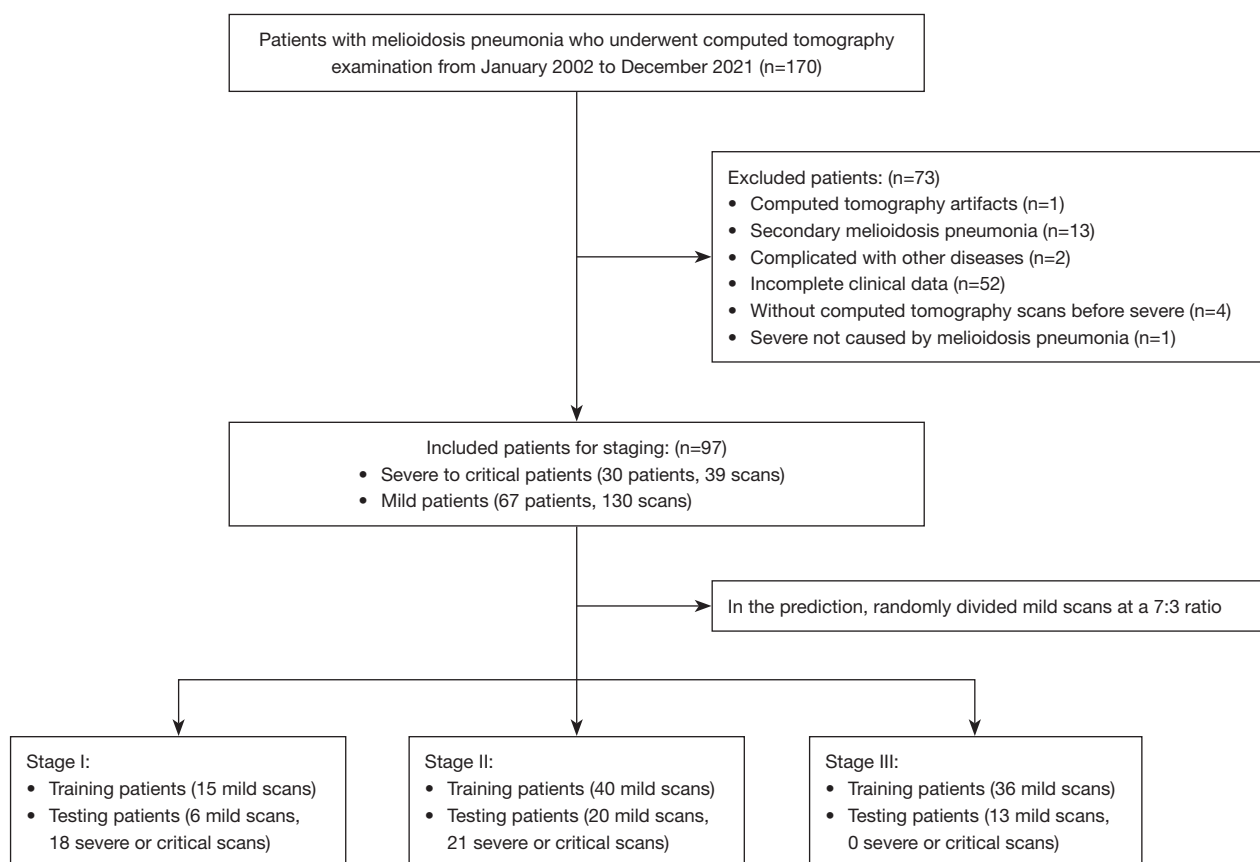 Patients with melioidosis pneumonia who underwent computed tomography
examination from January 2002 to December 2021 (n=170)
Excluded patients: (n=73)
• Computed tomography artifacts (n=1)
• Secondary melioidosis pneumonia (n=13)
• Complicated with other diseases (n=2)
• Incomplete clinical data (n=52)
• Without computed tomography scans before severe (n=4)
• Severe not caused by melioidosis pneumonia (n=1)
Included patients for staging: (n=97)
• Severe to critical patients (30 patients, 39 scans)
• Mild patients (67 patients, 130 scans)
In the prediction, randomly divided mild scans at a 7:3 ratio
Stage I:
• Training patients (15 mild scans)
• Testing patients (6 mild scans,
18 severe or critical scans)
Stage II:
• Training patients (40 mild scans)
• Testing patients (20 mild scans,
21 severe or critical scans)
Stage III:
• Training patients (36 mild scans)
• Testing patients (13 mild scans,
0 severe or critical scans)